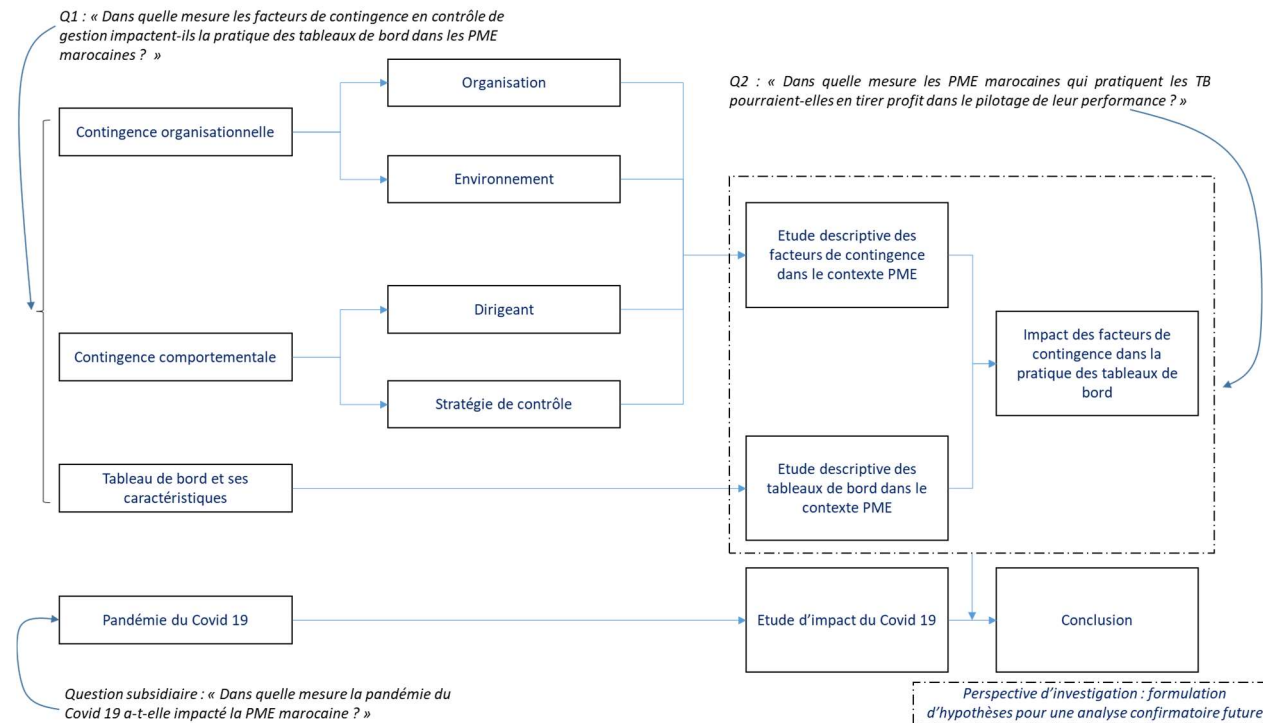 Q1 : « Dans quelle mesure les facteurs de contingence en contrôle de
gestion impactent-ils la pratique des tableaux de bord dans les PME
marocaines ? »
Organisation
Q2 : « Dans quelle mesure les PME marocaines qui pratiquent les TB
pourraient-elles en tirer profit dans le pilotage de leur performance ? »
Contingence organisationnelle
Environnement
Etude descriptive des
facteurs de contingence
dans le contexte PME
Dirigeant
Contingence comportementale
Impact des facteurs de
contingence dans la
pratique des tableaux de
bord
Stratégie de contrôle
Tableau de bord et ses
caractéristiques
Etude descriptive des
tableaux de bord dans le
contexte PME
Pandémie du Covid 19
Etude d'impact du Covid 19
Conclusion
Question subsidiaire : « Dans quelle mesure la pandémie du
Covid 19 a-t-elle impacté la PME marocaine ? »
Perspective d'investigation : formulation
d'hypothèses pour une analyse confirmatoire future